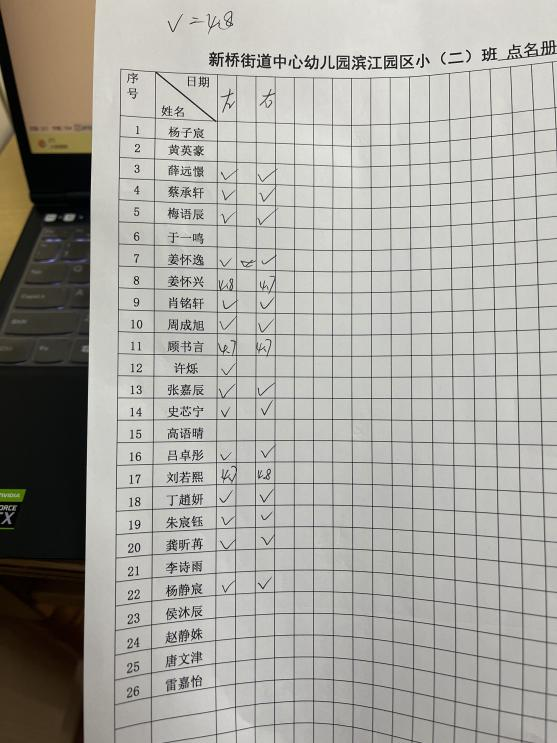 √=4.8
新桥街道中心幼儿园滨江园区小（二）班 点名册
序号 日期 姓名 左 右
1 杨子宸
2 黄英豪
3 薛远憬 √ √
4 蔡承轩 √ √
5 梅语辰 √ √
6 于一鸣
7 姜怀逸 √ √
8 姜怀兴 4.8 4.7
9 肖铭轩 √ √
10 周成旭 √ √
11 顾书言 4.7 4.7
12 许烁 √
13 张嘉辰 √ √
14 史芯宁 √ √
15 高语晴
16 吕卓彤 √ √
17 刘若熙 4.7 4.8
18 丁趙妍 √ √
19 朱宸钰 √ √
20 龚昕苒 √ √
21 李诗雨
22 杨静宸 √ √
23 侯沐辰
24 赵静姝
25 唐文津
26 雷嘉怡